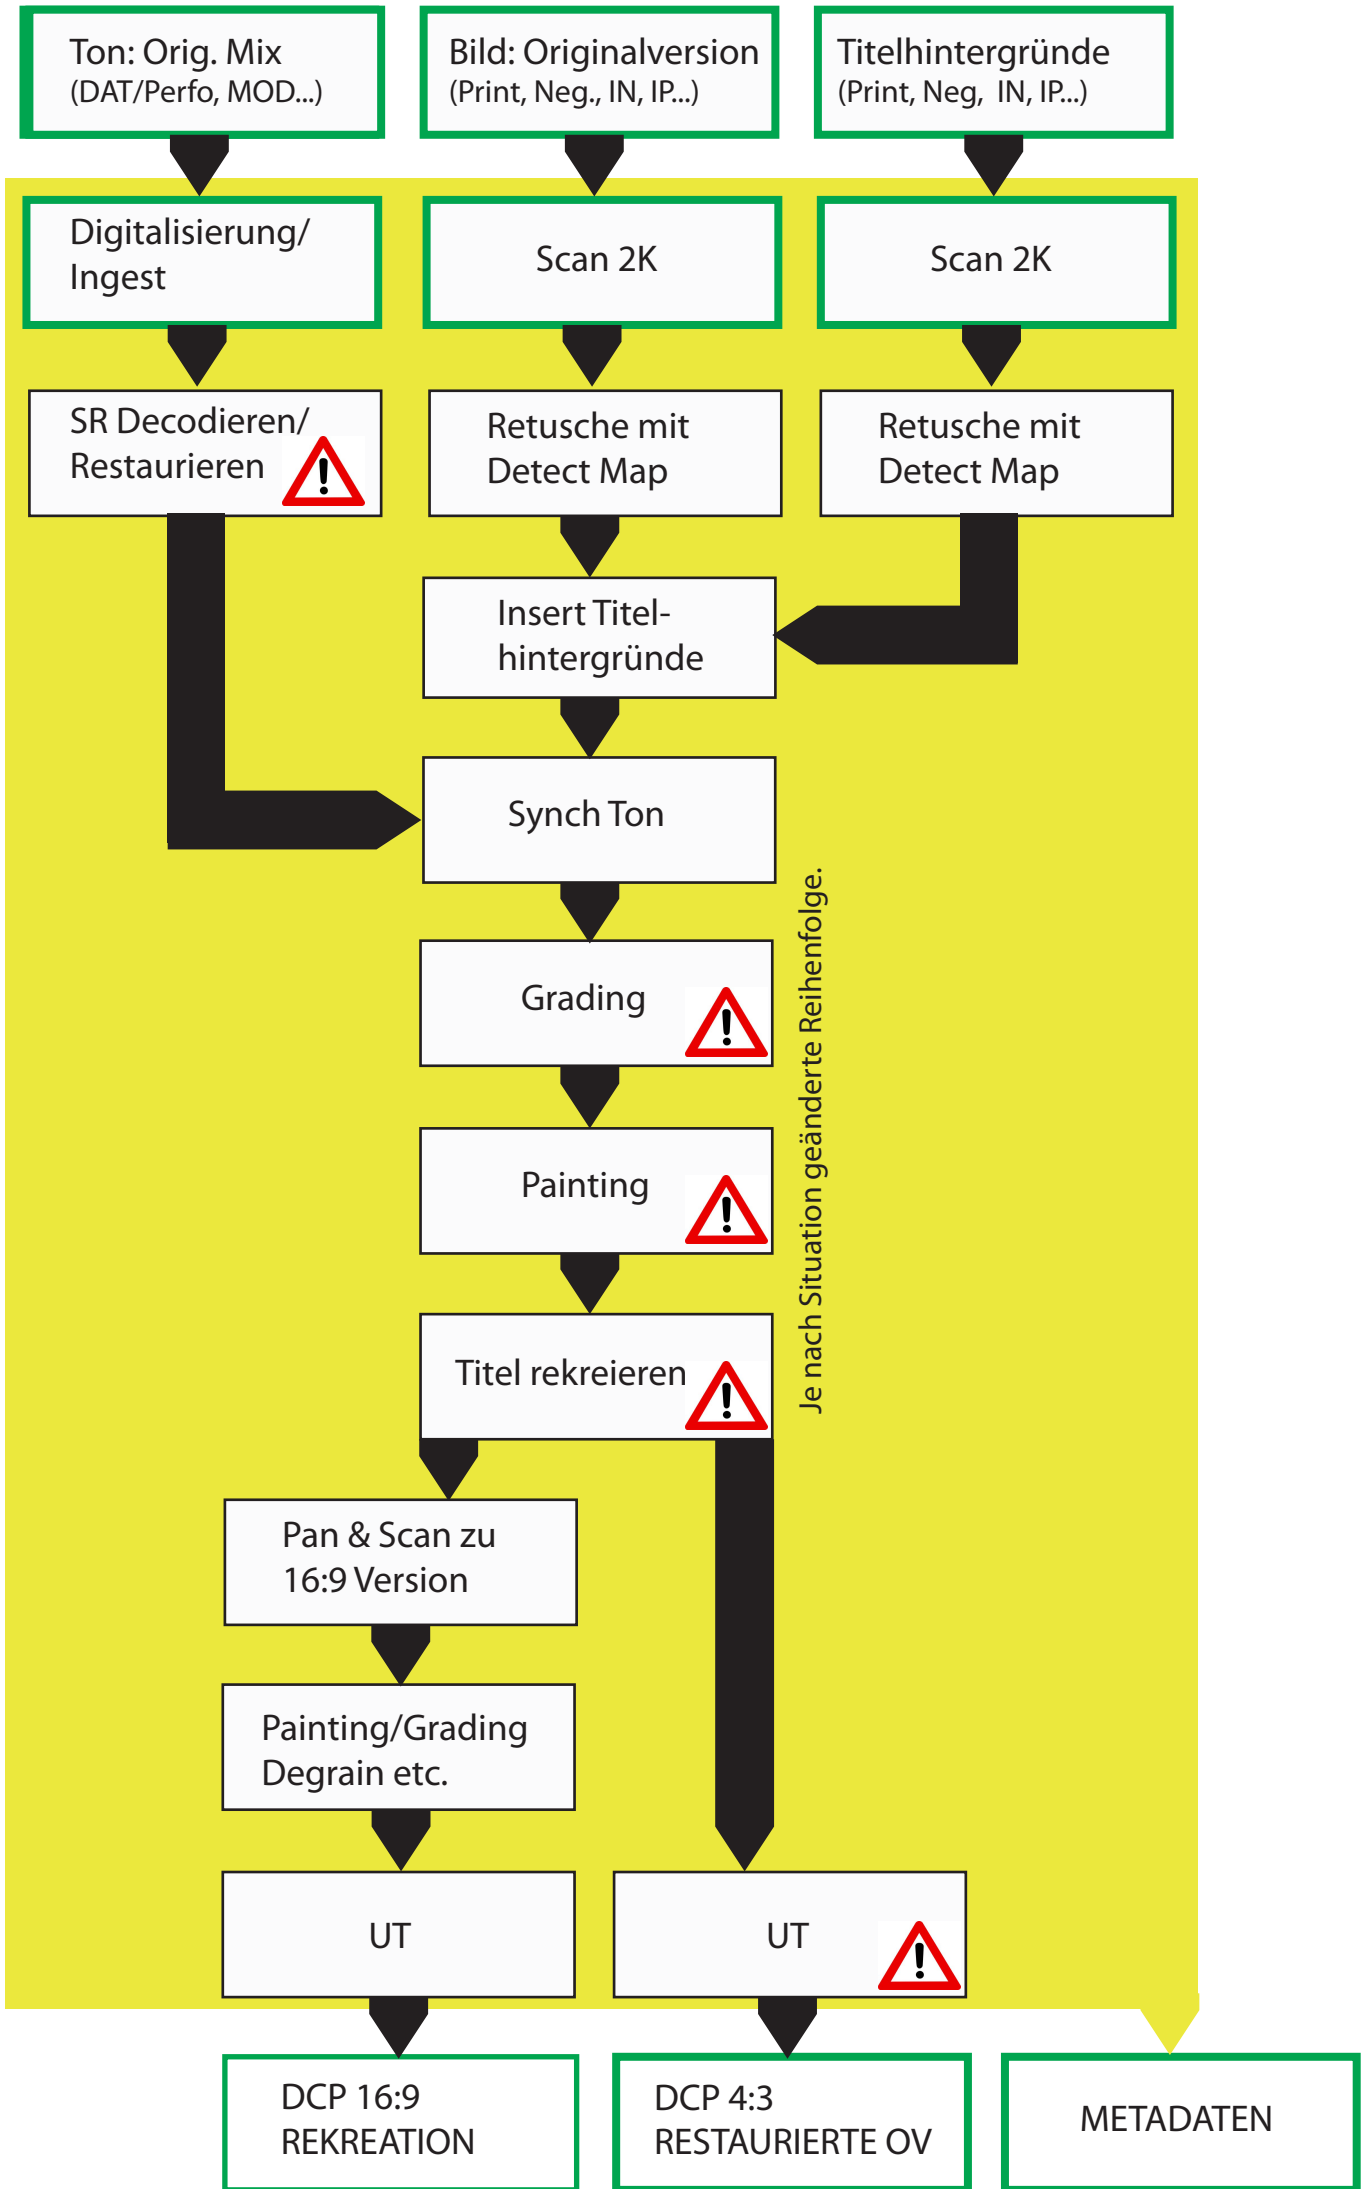 Ton: Orig. Mix
(DAT/Perfo, MOD...)
Bild: Originalversion
(Print, Neg., IN, IP...)
Titelhintergründe
(Print, Neg, IN, IP...)
Digitalisierung/
Ingest
Scan 2K
Scan 2K
SR Decodieren/
Restaurieren
!
Retusche mit
Detect Map
Retusche mit
Detect Map
Insert Titel-
hintergründe
Synch Ton
Grading
!
Painting
!
Titel rekreieren
!
Je nach Situation geänderte Reihenfolge.
Pan & Scan zu
16:9 Version
Painting/Grading
Degrain etc.
UT
UT
!
DCP 16:9
REKREATION
DCP 4:3
RESTAURIERTE OV
METADATEN